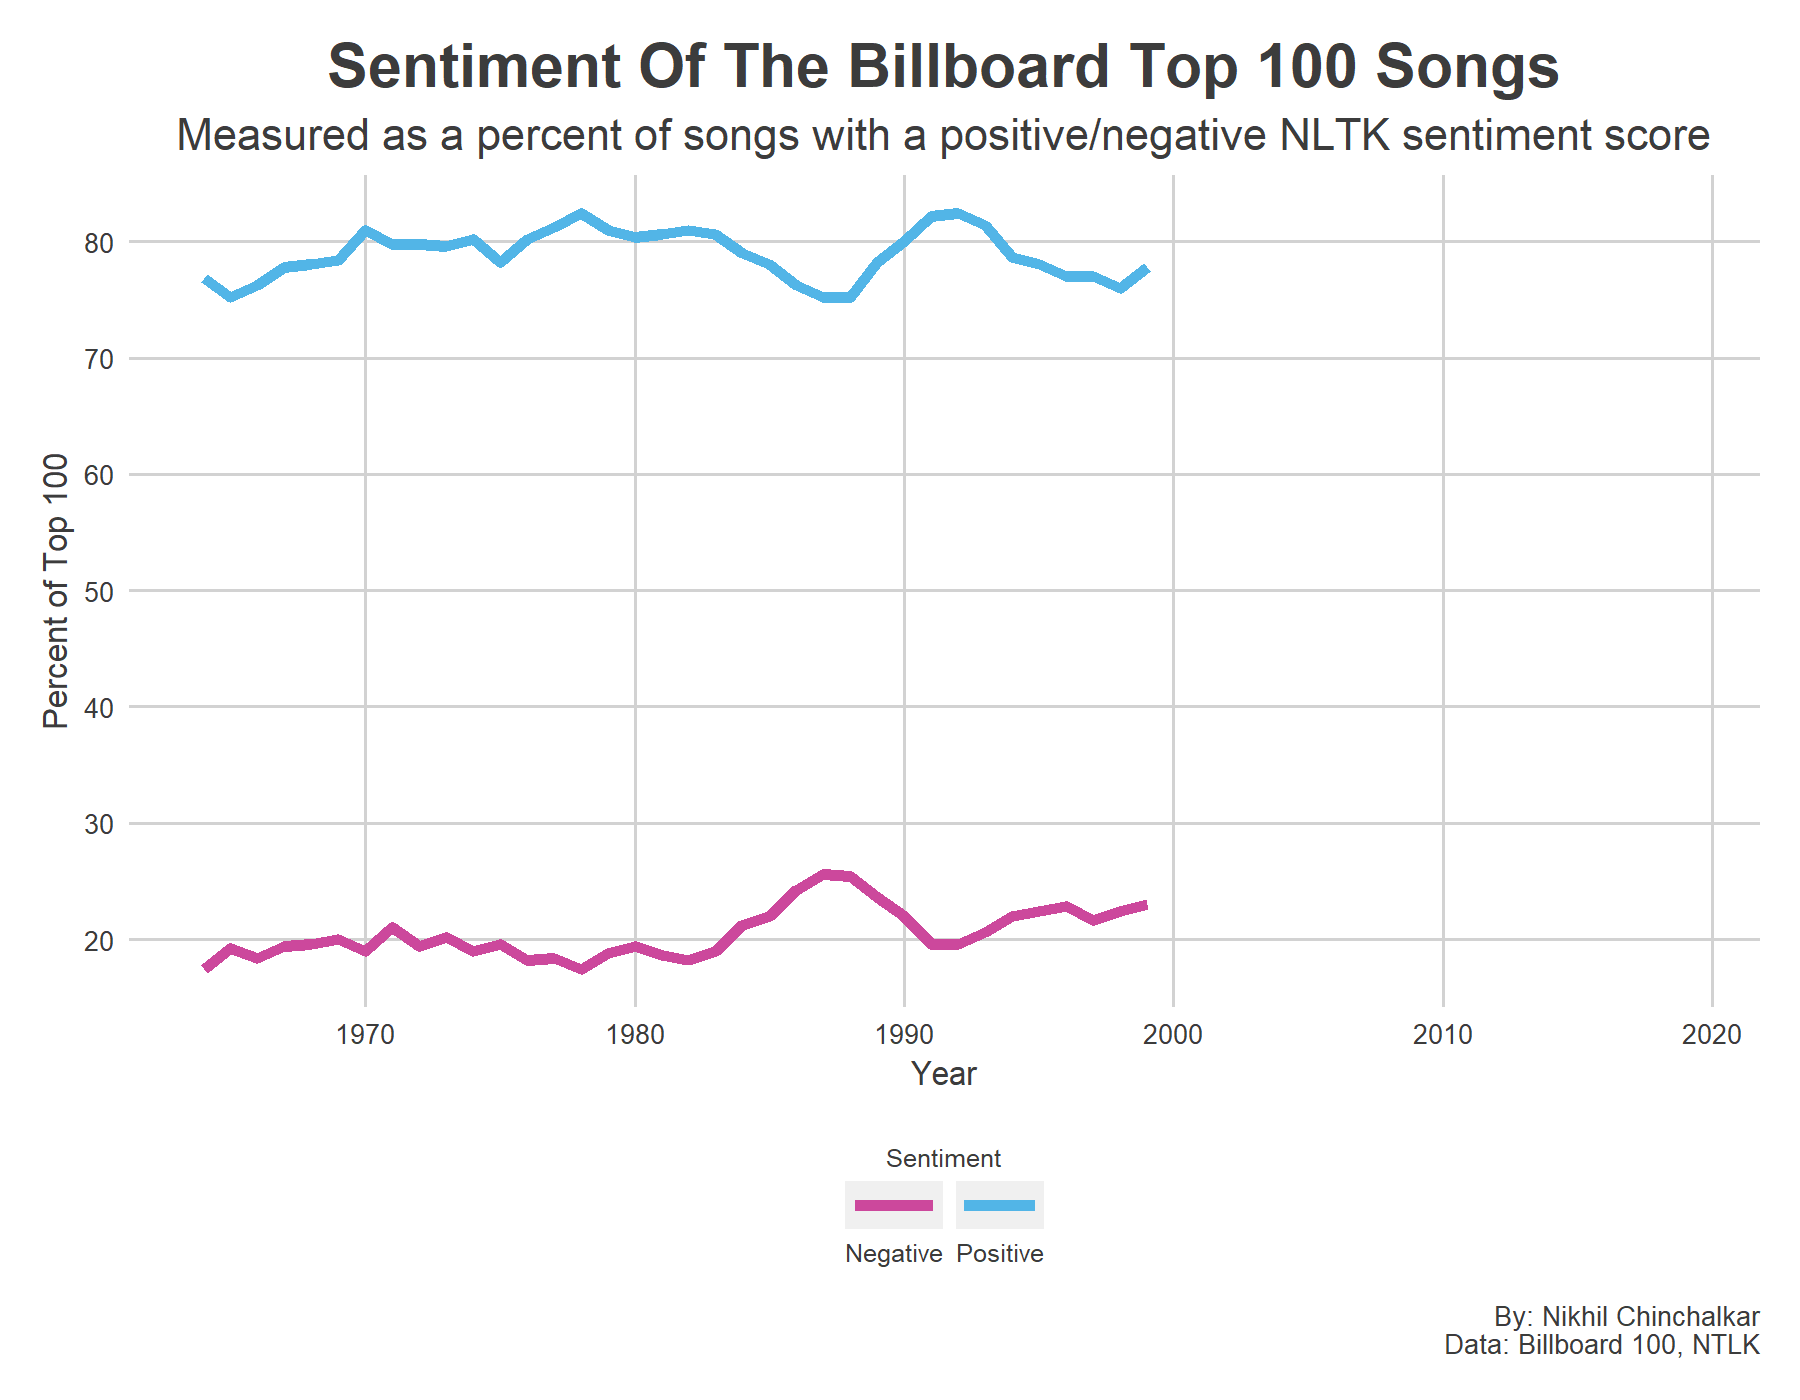 Sentiment Of The Billboard Top 100 Songs
Measured as a percent of songs with a positive/negative NLTK sentiment score
80
70
60
50
40
30
20
Percent of Top 100
1970 1980 1990 2000 2010 2020
Year
Sentiment
Negative Positive
By: Nikhil Chinchalkar
Data: Billboard 100, NTLK